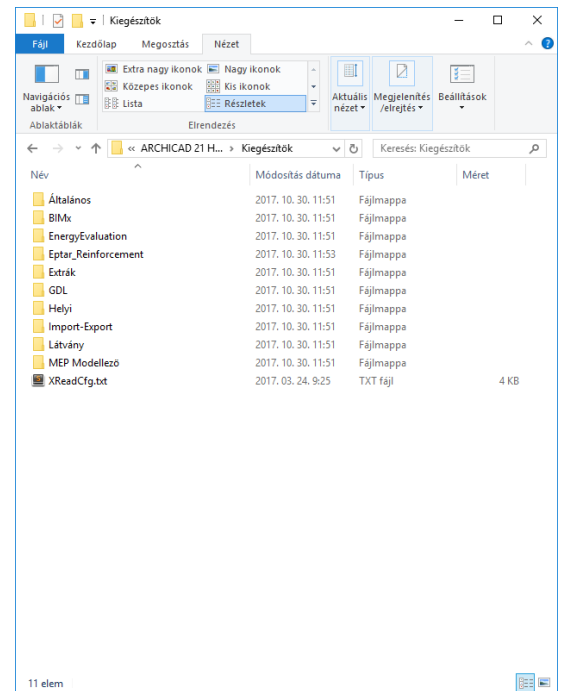 Kiegészítők
Fájl Kezdőlap Megosztás Nézet
Navigációs ablak
Extra nagy ikonok Nagy ikonok
Közepes ikonok Kis ikonok
Lista Részletek
Aktuális nézet
Megjelenítés /elrejtés
Beállítások
Ablaktáblák Elrendezés
« ARCHICAD 21 H... › Kiegészítők Keresés: Kiegészítők
Név Módosítás dátuma Típus Méret
Általános 2017. 10. 30. 11:51 Fájlmappa
BIMx 2017. 10. 30. 11:51 Fájlmappa
EnergyEvaluation 2017. 10. 30. 11:51 Fájlmappa
Eptar_Reinforcement 2017. 10. 30. 11:53 Fájlmappa
Extrák 2017. 10. 30. 11:51 Fájlmappa
GDL 2017. 10. 30. 11:51 Fájlmappa
Helyi 2017. 10. 30. 11:51 Fájlmappa
Import-Export 2017. 10. 30. 11:51 Fájlmappa
Látvány 2017. 10. 30. 11:51 Fájlmappa
MEP Modellező 2017. 10. 30. 11:51 Fájlmappa
XReadCfg.txt 2017. 03. 24. 9:25 TXT fájl 4 KB
11 elem